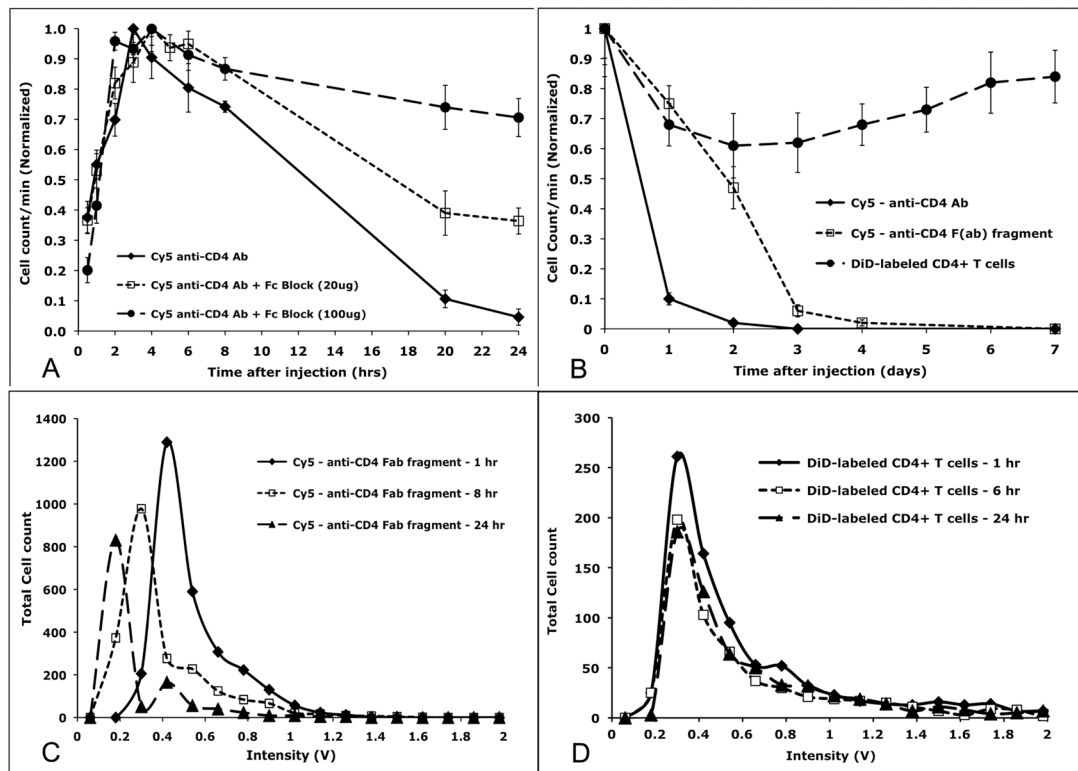 1.0
0.9
0.8
0.7
0.6
0.5
0.4
0.3
0.2
0.1
0.0
Cell count/min (Normalized)
Cy5 anti-CD4 Ab
Cy5 anti-CD4 Ab + Fc Block (20ug)
Cy5 anti-CD4 Ab + Fc Block (100ug)
0 2 4 6 8 10 12 14 16 18 20 22 24
Time after injection (hrs)
A
1
0.9
0.8
0.7
0.6
0.5
0.4
0.3
0.2
0.1
0
Cell Count/min (Normalized)
Cy5 - anti-CD4 Ab
Cy5 - anti-CD4 F(ab) fragment
DiD-labeled CD4+ T cells
0 1 2 3 4 5 6 7
Time after injection (days)
B
1400
1200
1000
800
600
400
200
0
Total Cell count
Cy5 - anti-CD4 Fab fragment - 1 hr
Cy5 - anti-CD4 Fab fragment - 8 hr
Cy5 - anti-CD4 Fab fragment - 24 hr
0 0.2 0.4 0.6 0.8 1 1.2 1.4 1.6 1.8 2
Intensity (V)
C
300
250
200
150
100
50
0
Total Cell count
DiD-labeled CD4+ T cells - 1 hr
DiD-labeled CD4+ T cells - 6 hr
DiD-labeled CD4+ T cells - 24 hr
0 0.2 0.4 0.6 0.8 1 1.2 1.4 1.6 1.8 2
Intensity (V)
D